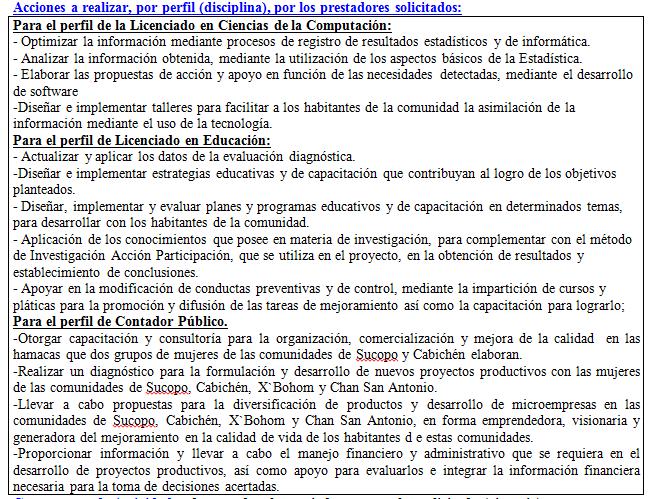 Acciones a realizar, por perfil (disciplina), por los prestadores solicitados:
Para el perfil de la Licenciado en Ciencias de la Computación:
- Optimizar la información mediante procesos de registro de resultados estadísticos y de informática.
- Analizar la información obtenida, mediante la utilización de los aspectos básicos de la Estadística.
- Elaborar las propuestas de acción y apoyo en función de las necesidades detectadas, mediante el desarrollo
de software
-Diseñar e implementar talleres para facilitar a los habitantes de la comunidad la asimilación de la
información mediante el uso de la tecnología.
Para el perfil de Licenciado en Educación:
- Actualizar y aplicar los datos de la evaluación diagnóstica.
-Diseñar e implementar estrategias educativas y de capacitación que contribuyan al logro de los objetivos
planteados.
- Diseñar, implementar y evaluar planes y programas educativos y de capacitación en determinados temas,
para desarrollar con los habitantes de la comunidad.
- Aplicación de los conocimientos que posee en materia de investigación, para complementar con el método
de Investigación Acción Participación, que se utiliza en el proyecto, en la obtención de resultados y
establecimiento de conclusiones.
- Apoyar en la modificación de conductas preventivas y de control, mediante la impartición de cursos y
pláticas para la promoción y difusión de las tareas de mejoramiento así como la capacitación para lograrlo;
Para el perfil de Contador Público.
-Otorgar capacitación y consultoría para la organización, comercialización y mejora de la calidad en las
hamacas que dos grupos de mujeres de las comunidades de Sucopo y Cabichén elaboran.
-Realizar un diagnóstico para la formulación y desarrollo de nuevos proyectos productivos con las mujeres
de las comunidades de Sucopo, Cabichén, X`Bohom y Chan San Antonio.
-Llevar a cabo propuestas para la diversificación de productos y desarrollo de microempresas en las
comunidades de Sucopo, Cabichén, X`Bohom y Chan San Antonio, en forma emprendedora, visionaria y
generadora del mejoramiento en la calidad de vida de los habitantes d e estas comunidades.
-Proporcionar información y llevar a cabo el manejo financiero y administrativo que se requiera en el
desarrollo de proyectos productivos, así como apoyo para evaluarlos e integrar la información financiera
necesaria para la toma de decisiones acertadas.